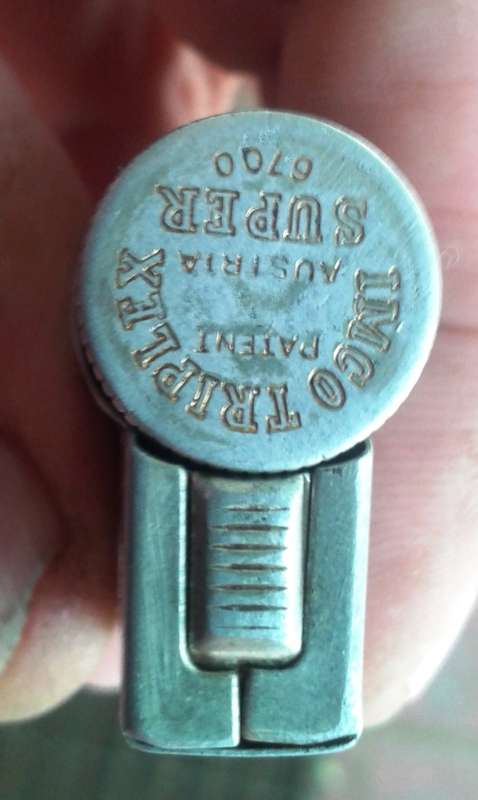 IMCO TRIPLEX
PATENT
AUSTRIA
SUPER
6700